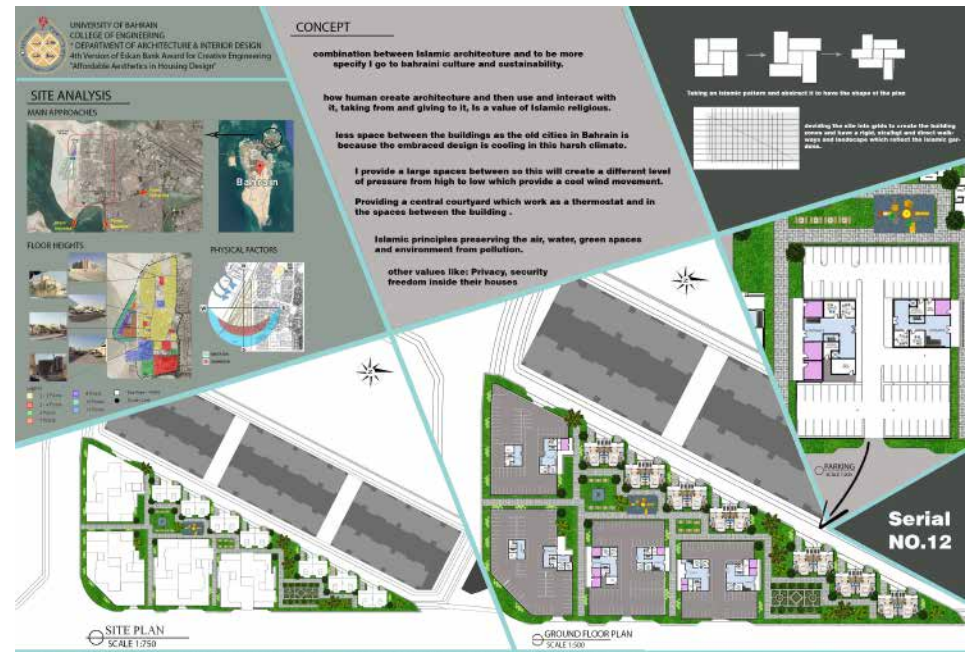 UNIVERSITY OF BAHRAIN
COLLEGE OF ENGINEERING
* DEPARTMENT OF ARCHITECTURE & INTERIOR DESIGN
4th Version of Eskan Bank Award for Creative Engineering
"Affordable Aesthetics in Housing Design"
SITE ANALYSIS
MAIN APPROACHES
Bahrain
FLOOR HEIGHTS
PHYSICAL FACTORS
CONCEPT
combination between Islamic architecture and to be more
specify I go to bahraini culture and sustainability.
how human create architecture and then use and interact with
it, taking from and giving to it, Is a value of Islamic religious.
less space between the buildings as the old cities in Bahrain is
because the embraced design is cooling in this harsh climate.
I provide a large spaces between so this will create a different level
of pressure from high to low which provide a cool wind movement.
Providing a central courtyard which work as a thermostat and in
the spaces between the building .
Islamic principles preserving the air, water, green spaces
and environment from pollution.
other values like: Privacy, security
freedom inside their houses
Taking an Islamic pattern and abstract it to have the shape of the plan
deviding the site into grids to create the building
zones and have a rigid, straihgt and direct walk-
ways and landscape which reflect the Islamic gar-
dens.
PARKING
Serial
NO.12
SITE PLAN
SCALE 1:750
GROUND FLOOR PLAN
SCALE 1:500